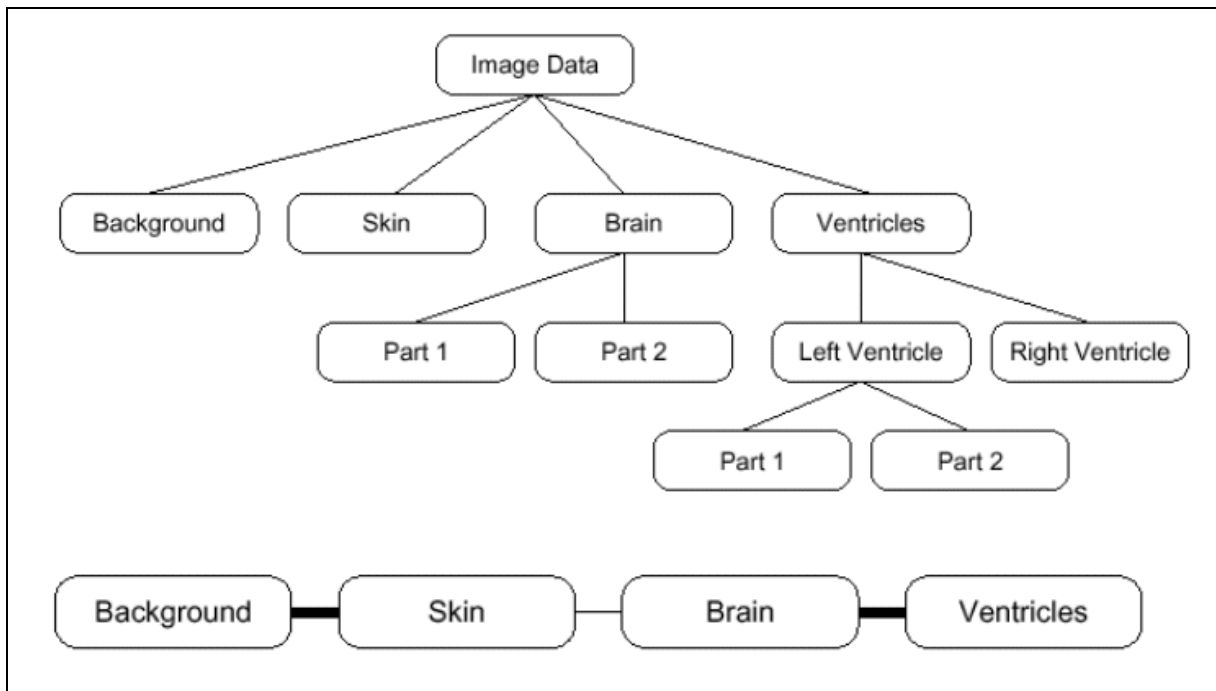 Image Data
Background
Skin
Brain
Ventricles
Part 1
Part 2
Left Ventricle
Right Ventricle
Part 1
Part 2
Background
Skin
Brain
Ventricles